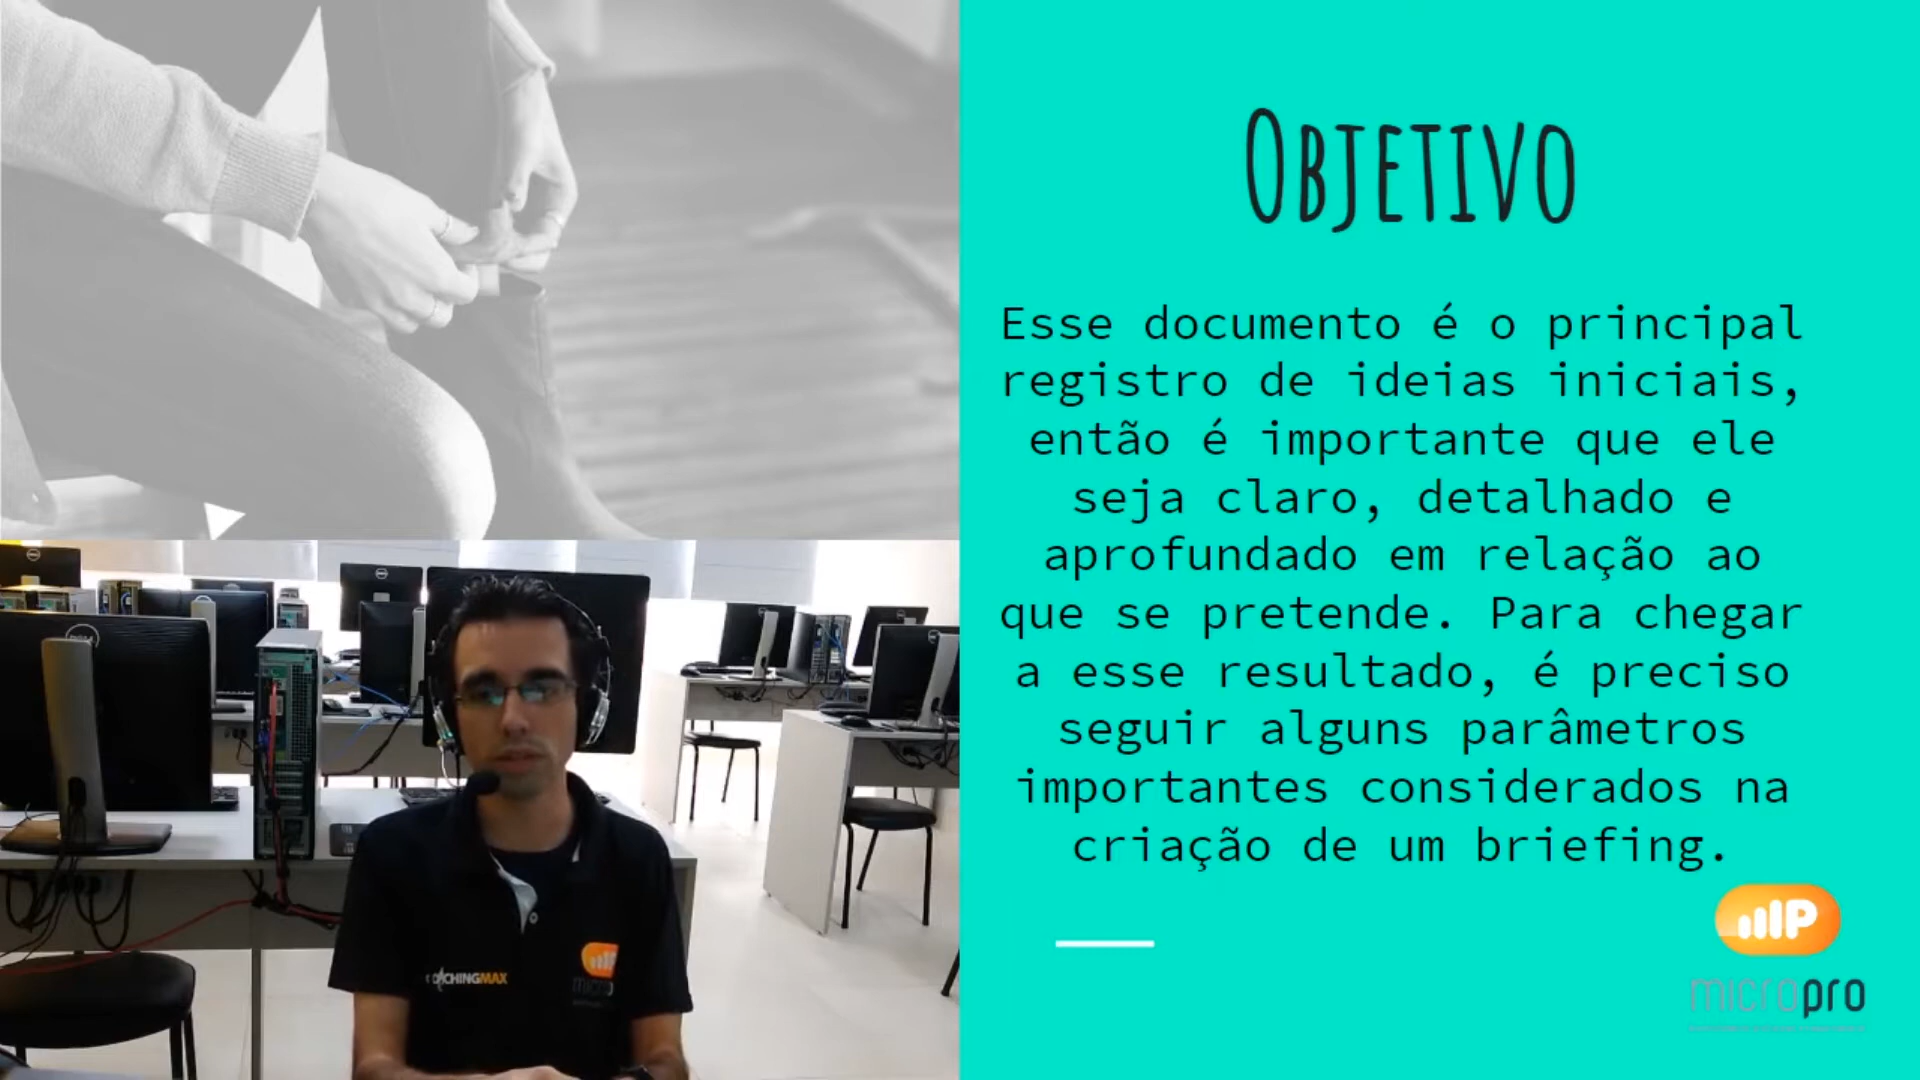 Objetivo
Esse documento é o principal
registro de ideias iniciais,
então é importante que ele
seja claro, detalhado e
aprofundado em relação ao
que se pretende. Para chegar
a esse resultado, é preciso
seguir alguns parâmetros
importantes considerados na
criação de um briefing.
micropro
CHINGMAX
micro